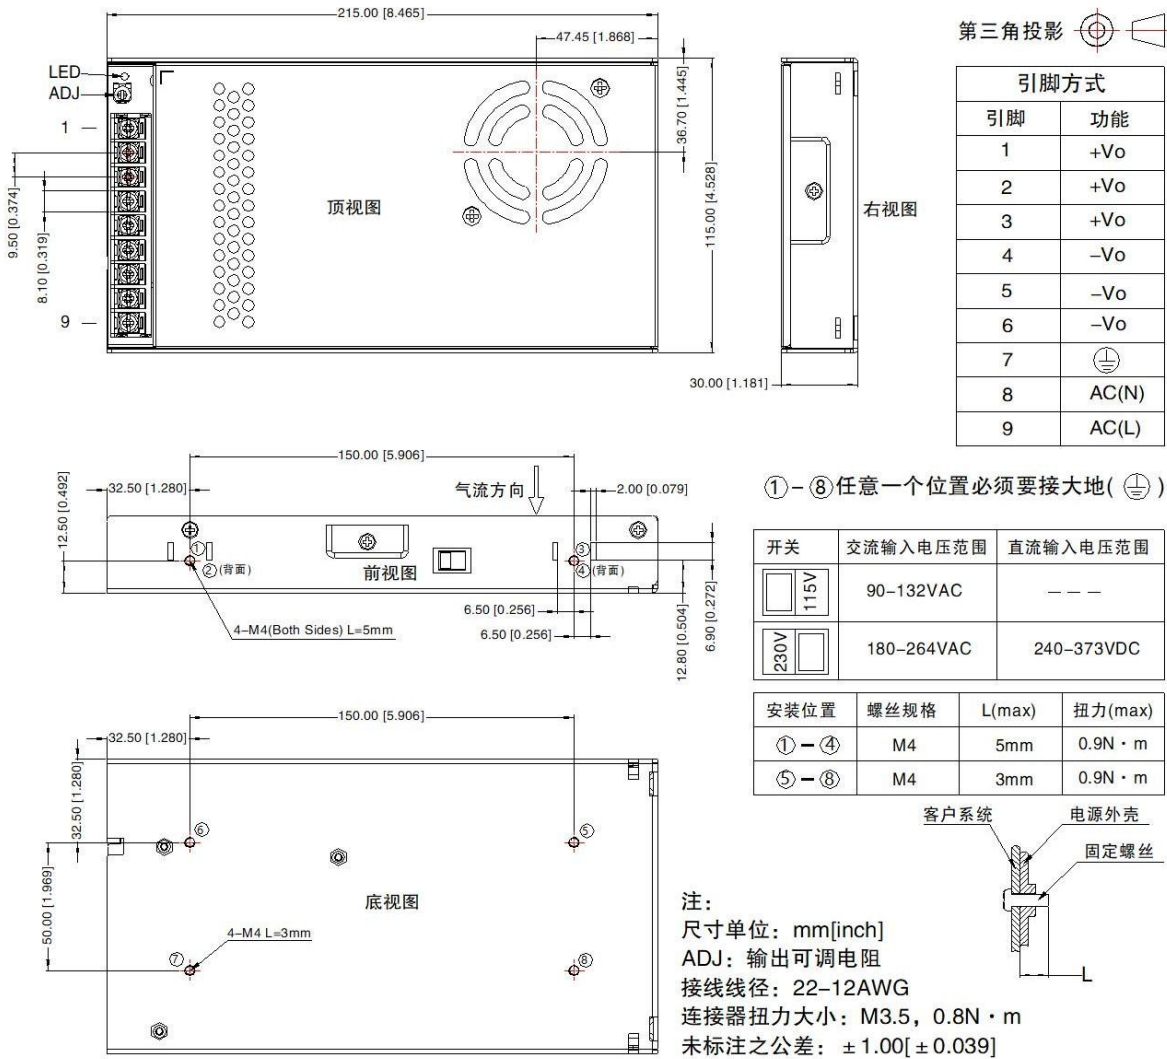 215.00 [8.465]
47.45 [1.868]
36.70 [1.445]
115.00 [4.528]
LED
ADJ
1
9
9.50 [0.374]
8.10 [0.319]
顶视图
右视图
30.00 [1.181]
第三角投影
引脚方式
引脚 功能
1 +Vo
2 +Vo
3 +Vo
4 –Vo
5 –Vo
6 –Vo
7
8 AC(N)
9 AC(L)
150.00 [5.906]
32.50 [1.280]
12.50 [0.492]
气流方向
2.00 [0.079]
① ③
②(背面) ④(背面)
前视图
6.50 [0.256]
6.50 [0.256]
12.80 [0.504]
6.90 [0.272]
4–M4(Both Sides) L=5mm
①–⑧任意一个位置必须要接大地( )
开关 交流输入电压范围 直流输入电压范围
115V 90–132VAC – – –
230V 180–264VAC 240–373VDC
安装位置 螺丝规格 L(max) 扭力(max)
①–④ M4 5mm 0.9N·m
⑤–⑧ M4 3mm 0.9N·m
150.00 [5.906]
32.50 [1.280]
32.50 [1.280]
50.00 [1.969]
⑥ ⑤
底视图
4–M4 L=3mm
⑦ ⑧
客户系统 电源外壳
固定螺丝
L
注：
尺寸单位：mm[inch]
ADJ：输出可调电阻
接线线径：22–12AWG
连接器扭力大小：M3.5，0.8N·m
未标注之公差：±1.00[±0.039]